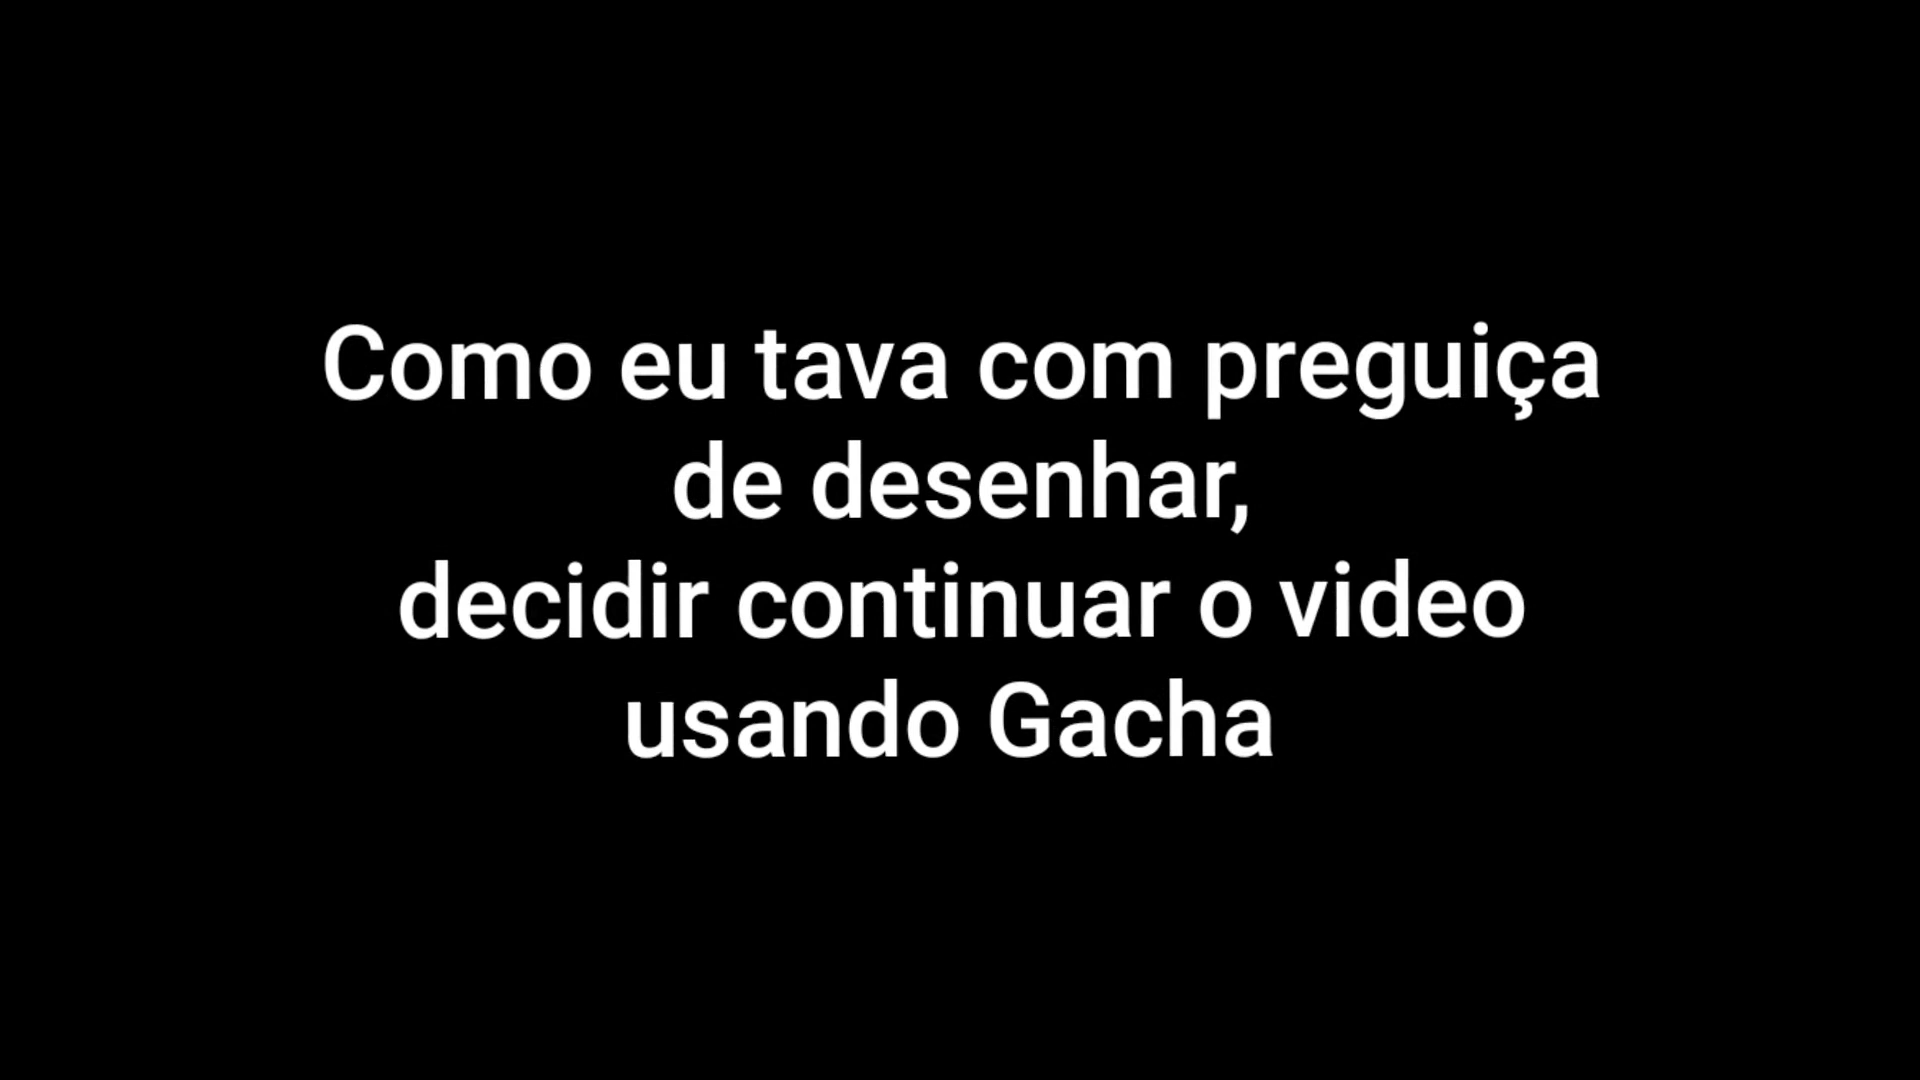 Como eu tava com preguiça
de desenhar,
decidir continuar o video
usando Gacha